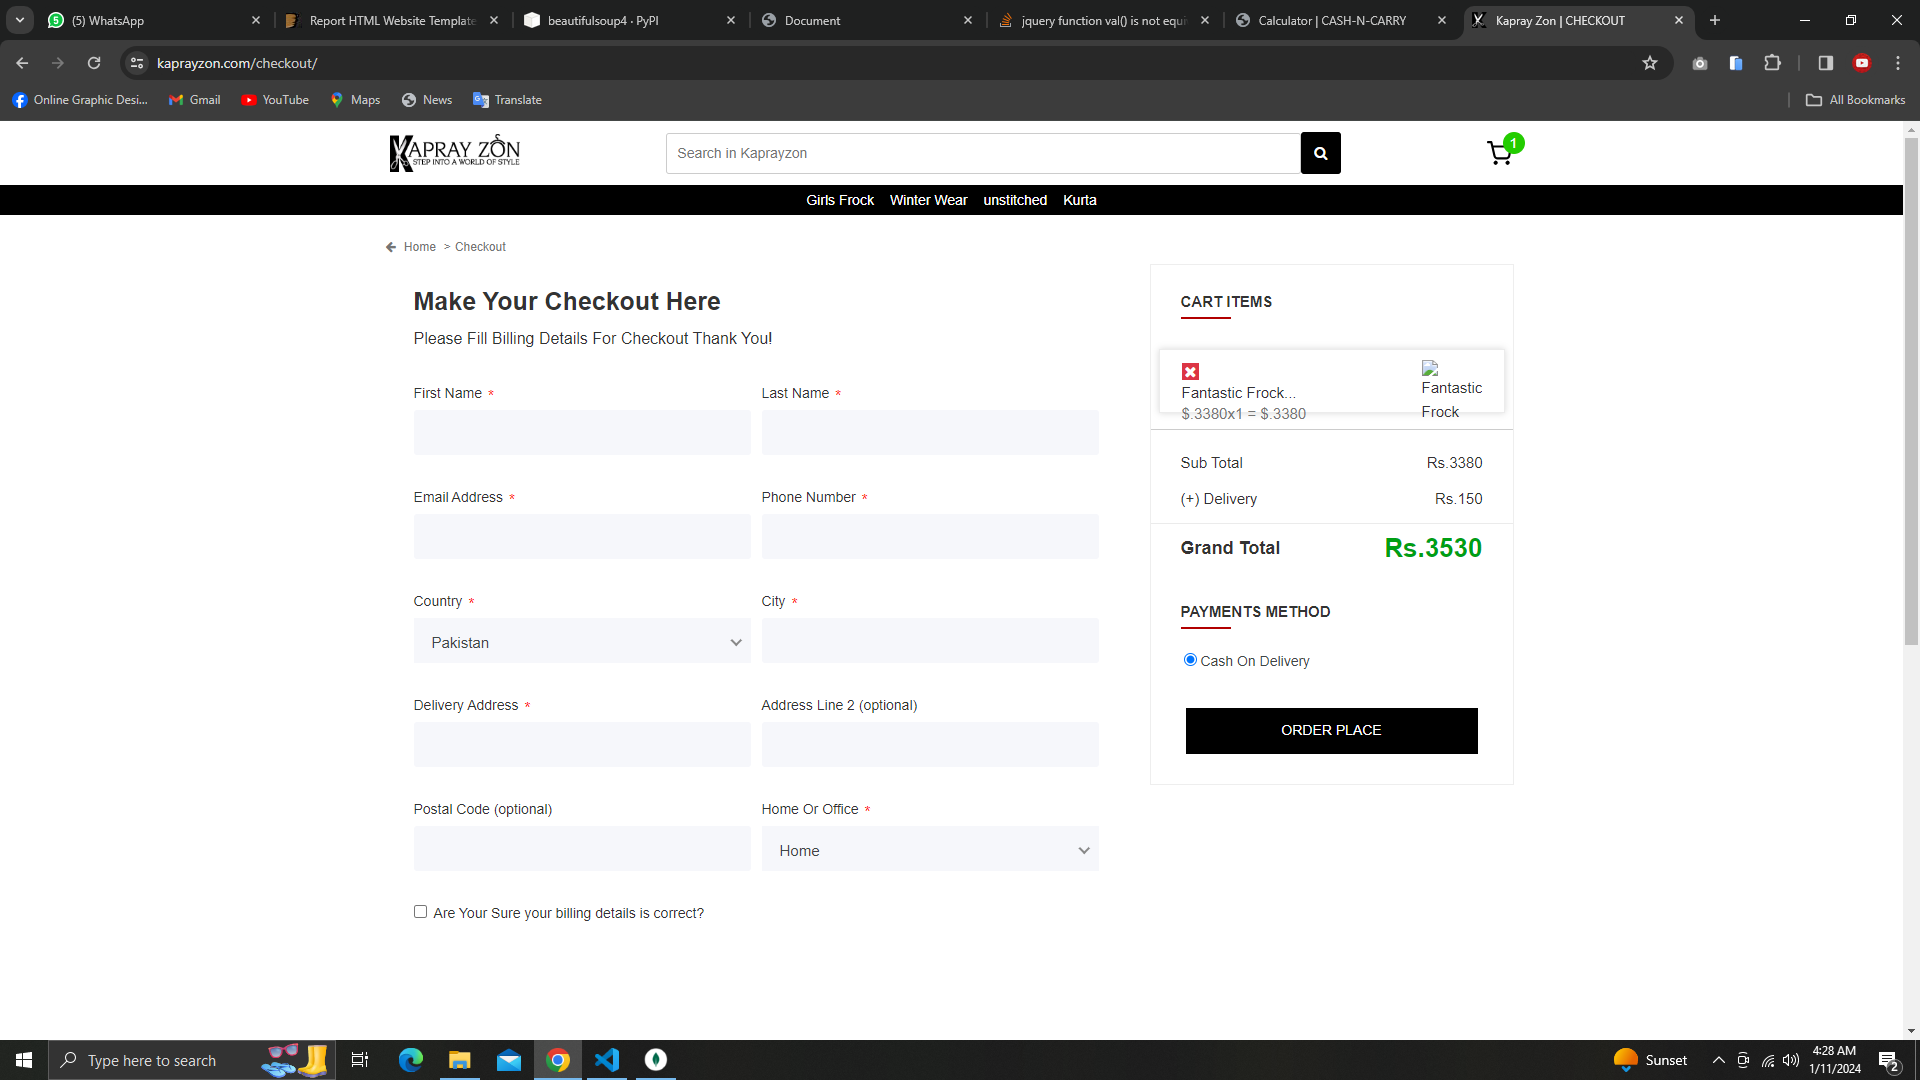 (5) WhatsApp
Report HTML Website Template
beautifulsoup4 · PyPI
Document
jquery function val() is not equi
Calculator | CASH-N-CARRY
Kapray Zon | CHECKOUT
kaprayzon.com/checkout/
Online Graphic Desi...
Gmail
YouTube
Maps
News
Translate
All Bookmarks
KAPRAY ZON
STEP INTO A WORLD OF STYLE
Search in Kaprayzon
1
Girls Frock Winter Wear unstitched Kurta
Home > Checkout
Make Your Checkout Here
Please Fill Billing Details For Checkout Thank You!
First Name *
Last Name *
Email Address *
Phone Number *
Country *
City *
Pakistan
Delivery Address *
Address Line 2 (optional)
Postal Code (optional)
Home Or Office *
Home
Are Your Sure your billing details is correct?
CART ITEMS
Fantastic Frock...
$.3380x1 = $.3380
Fantastic
Frock
Sub Total Rs.3380
(+) Delivery Rs.150
Grand Total Rs.3530
PAYMENTS METHOD
Cash On Delivery
ORDER PLACE
Type here to search
Sunset
4:28 AM
1/11/2024
2